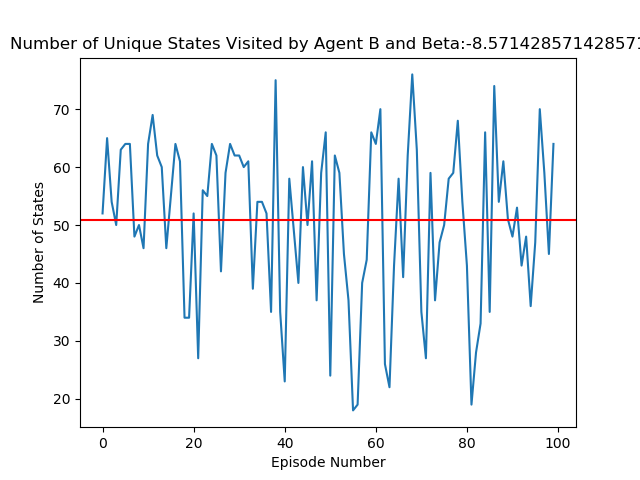 Number of Unique States Visited by Agent B and Beta:-8.571428571428571
70
60
50
40
30
20
Number of States
0 20 40 60 80 100
Episode Number